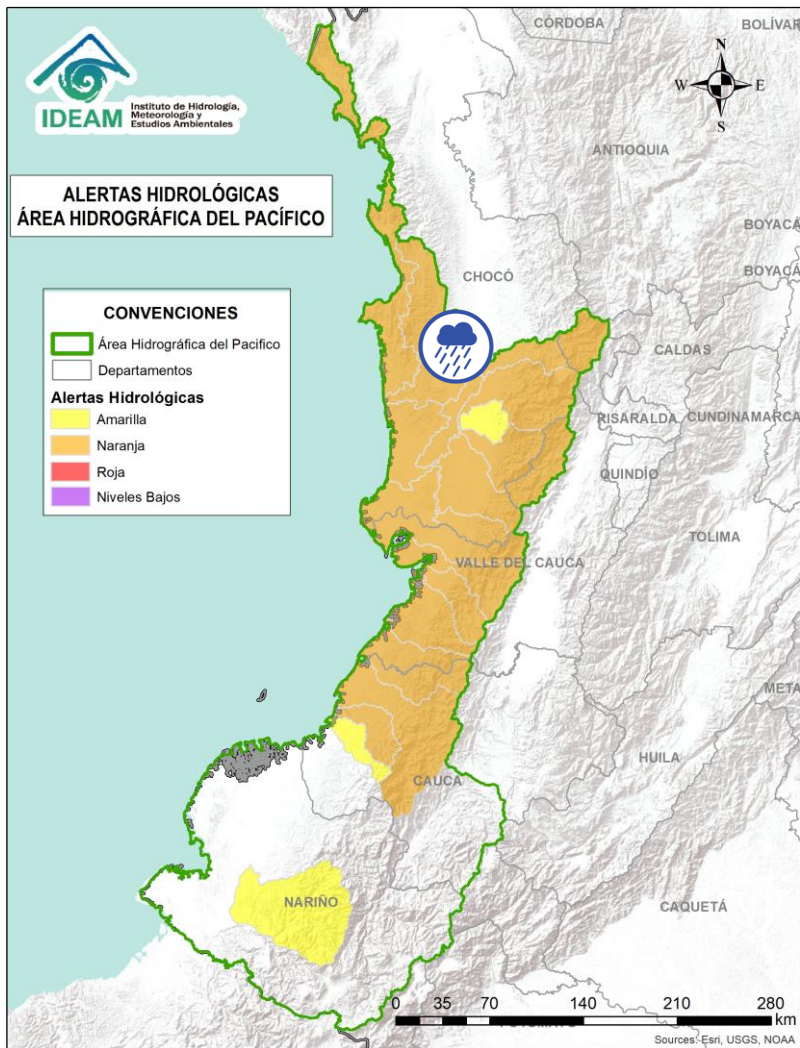 CÓRDOBA
BOLÍVAR
N
W
E
S
IDEAM
Instituto de Hidrología,
Meteorología y
Estudios Ambientales
ANTIOQUIA
ALERTAS HIDROLÓGICAS
ÁREA HIDROGRÁFICA DEL PACÍFICO
BOYACÁ
BOYACÁ
CHOCÓ
CONVENCIONES
Área Hidrográfica del Pacifico
Departamentos
Alertas Hidrológicas
Amarilla
Naranja
Roja
Niveles Bajos
CALDAS
RISARALDA
CUNDINAMARCA
QUINDÍO
TOLIMA
VALLE DEL CAUCA
META
HUILA
CAUCA
NARIÑO
CAQUETÁ
0 35 70 140 210 280
km
Sources: Esri, USGS, NOAA